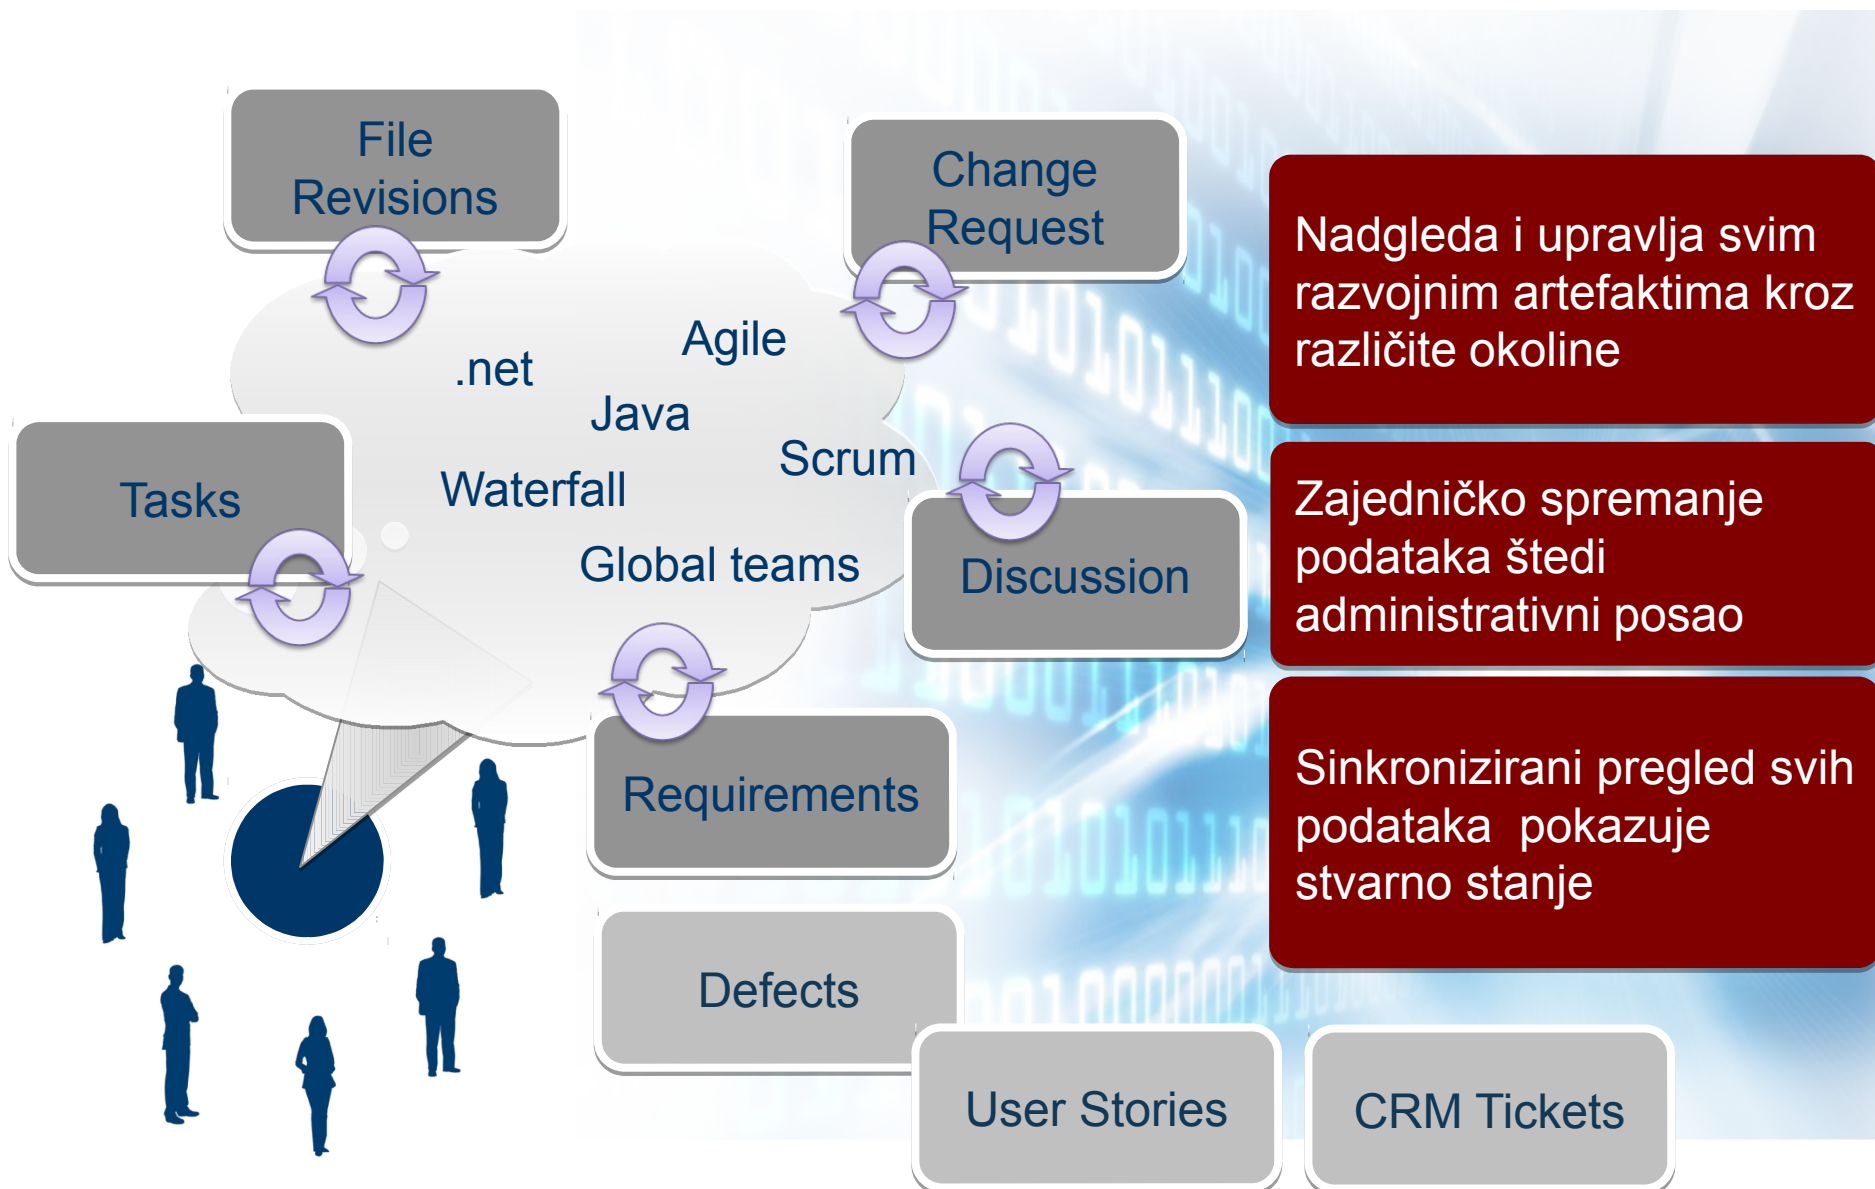 File
Revisions
Change
Request
.net
Agile
Java
Scrum
Waterfall
Global teams
Tasks
Discussion
Requirements
Defects
User Stories
CRM Tickets
Nadgleda i upravlja svim
razvojnim artefaktima kroz
različite okoline
Zajedničko spremanje
podataka štedi
administrativni posao
Sinkronizirani pregled svih
podataka  pokazuje
stvarno stanje